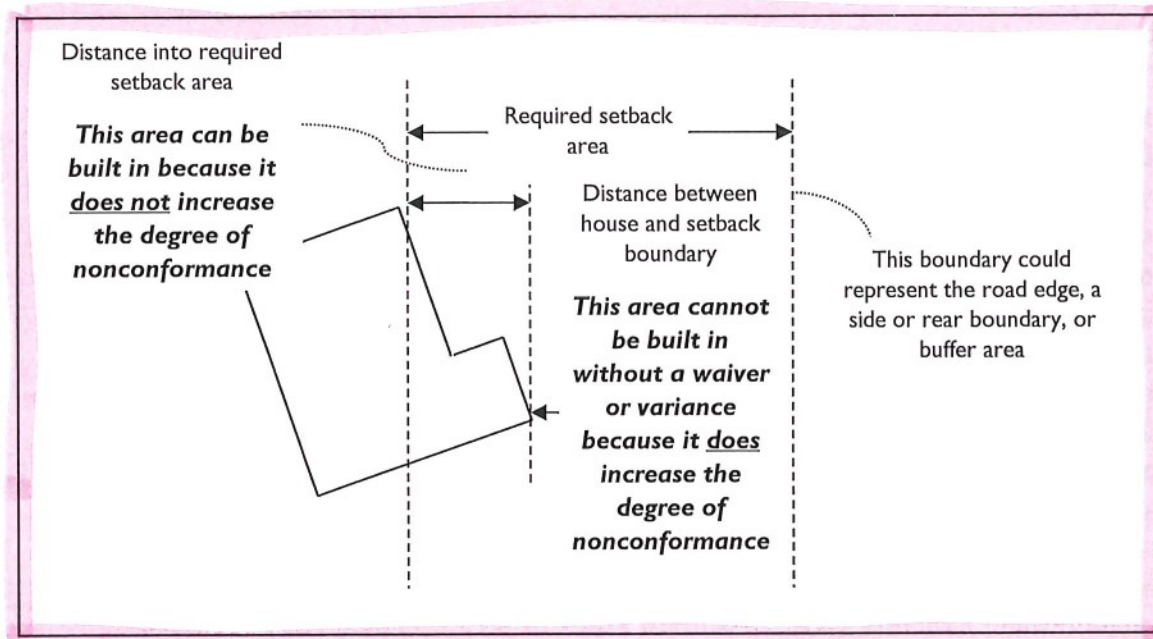 Distance into required
setback area
This area can be
built in because it
does not increase
the degree of
nonconformance
Required setback
area
Distance between
house and setback
boundary
This area cannot
be built in
without a waiver
or variance
because it does
increase the
degree of
nonconformance
This boundary could
represent the road edge, a
side or rear boundary, or
buffer area